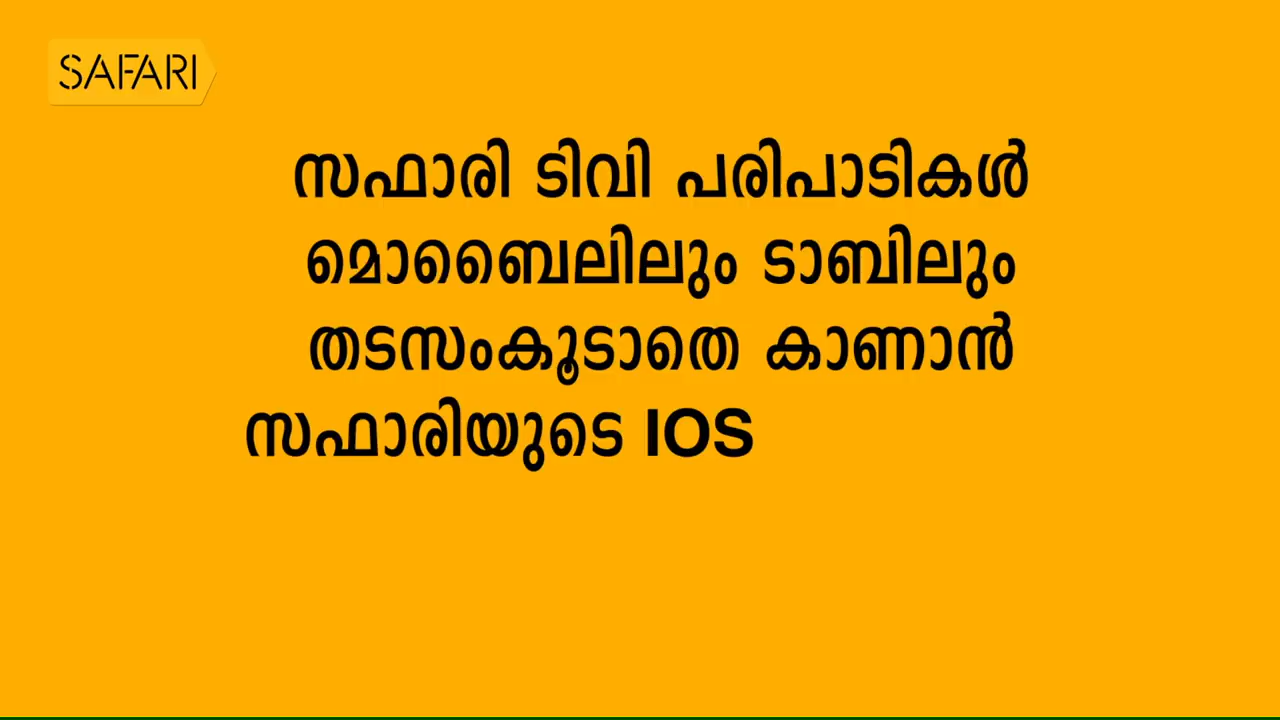 SAFARI
സഫാരി ടിവി പരിപാടികൾ
മൊബൈലിലും ടാബിലും
തടസംകൂടാതെ കാണാൻ
സഫാരിയുടെ IOS